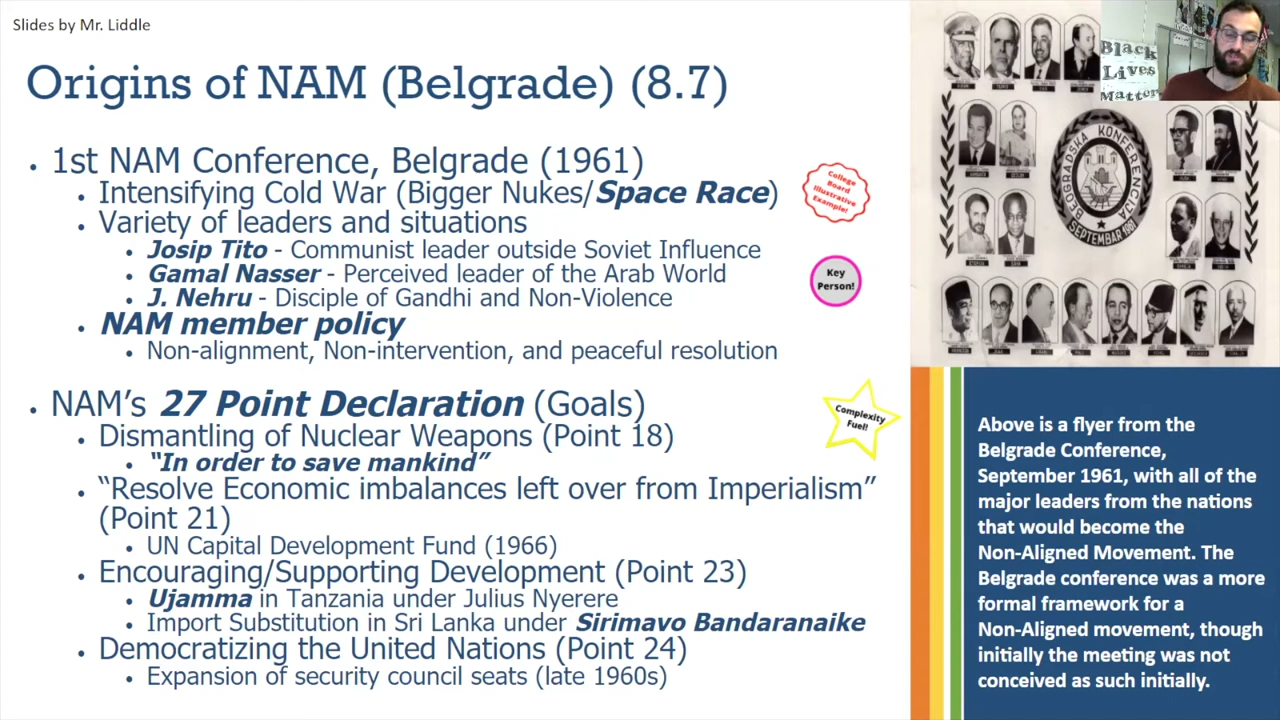 Slides by Mr. Liddle
Origins of NAM (Belgrade) (8.7)
1st NAM Conference, Belgrade (1961)
Intensifying Cold War (Bigger Nukes/Space Race)
Variety of leaders and situations
Josip Tito - Communist leader outside Soviet Influence
Gamal Nasser - Perceived leader of the Arab World
J. Nehru - Disciple of Gandhi and Non-Violence
NAM member policy
Non-alignment, Non-intervention, and peaceful resolution
NAM's 27 Point Declaration (Goals)
Dismantling of Nuclear Weapons (Point 18)
“In order to save mankind”
“Resolve Economic imbalances left over from Imperialism”
(Point 21)
UN Capital Development Fund (1966)
Encouraging/Supporting Development (Point 23)
Ujamma in Tanzania under Julius Nyerere
Import Substitution in Sri Lanka under Sirimavo Bandaranaike
Democratizing the United Nations (Point 24)
Expansion of security council seats (late 1960s)
College
Board
Illustrative
Example!
Key
Person!
Complexity
Fuel!
Black
Lives
Matter
BEOGRADSKA KONFERENCIJA
SEPTEMBAR 1961
Above is a flyer from the
Belgrade Conference,
September 1961, with all of the
major leaders from the nations
that would become the
Non-Aligned Movement. The
Belgrade conference was a more
formal framework for a
Non-Aligned movement, though
initially the meeting was not
conceived as such initially.